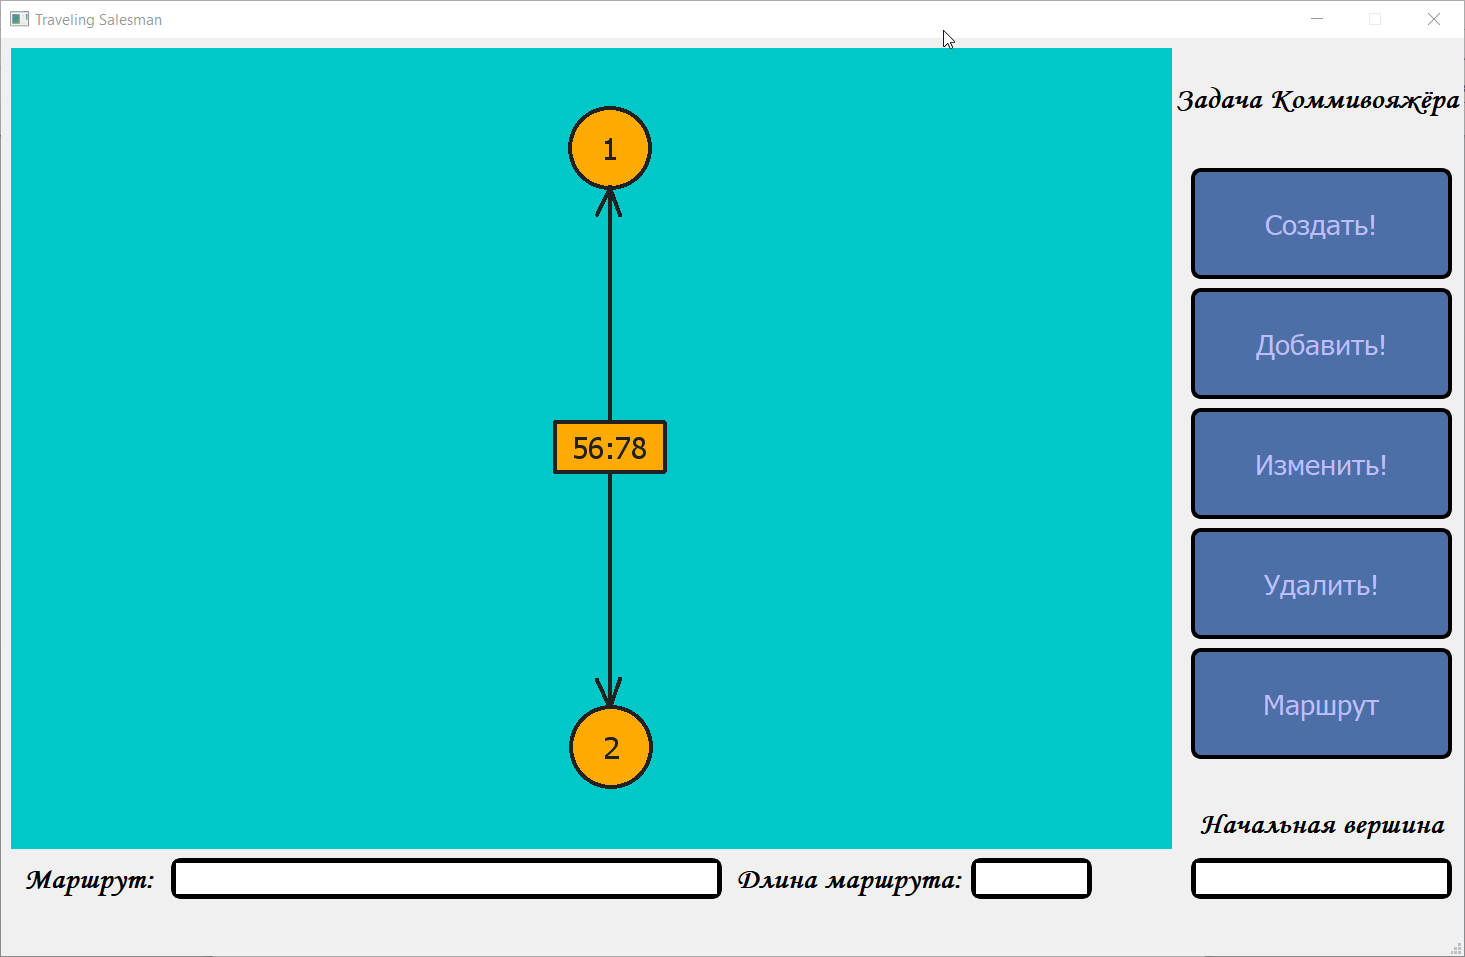 Traveling Salesman
Задача Коммивояжёра
1
56:78
2
Создать!
Добавить!
Изменить!
Удалить!
Маршрут
Начальная вершина
Маршрут:
Длина маршрута: